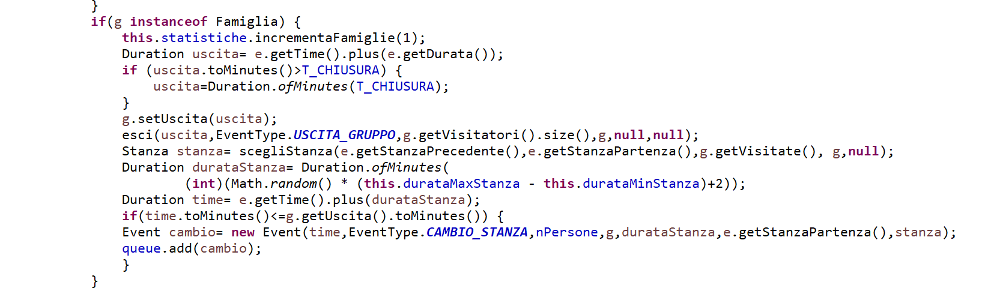 }
if(g instanceof Famiglia) {
this.statistiche.incrementaFamiglie(1);
Duration uscita= e.getTime().plus(e.getDurata());
if (uscita.toMinutes()>T_CHIUSURA) {
uscita=Duration.ofMinutes(T_CHIUSURA);
}
g.setUscita(uscita);
esci(uscita,EventType.USCITA_GRUPPO,g.getVisitatori().size(),g,null,null);
Stanza stanza= scegliStanza(e.getStanzaPrecedente(),e.getStanzaPartenza(),g.getVisitate(), g,null);
Duration durataStanza= Duration.ofMinutes(
(int)(Math.random() * (this.durataMaxStanza - this.durataMinStanza)+2));
Duration time= e.getTime().plus(durataStanza);
if(time.toMinutes()<=g.getUscita().toMinutes()) {
Event cambio= new Event(time,EventType.CAMBIO_STANZA,nPersone,g,durataStanza,e.getStanzaPartenza(),stanza);
queue.add(cambio);
}
}